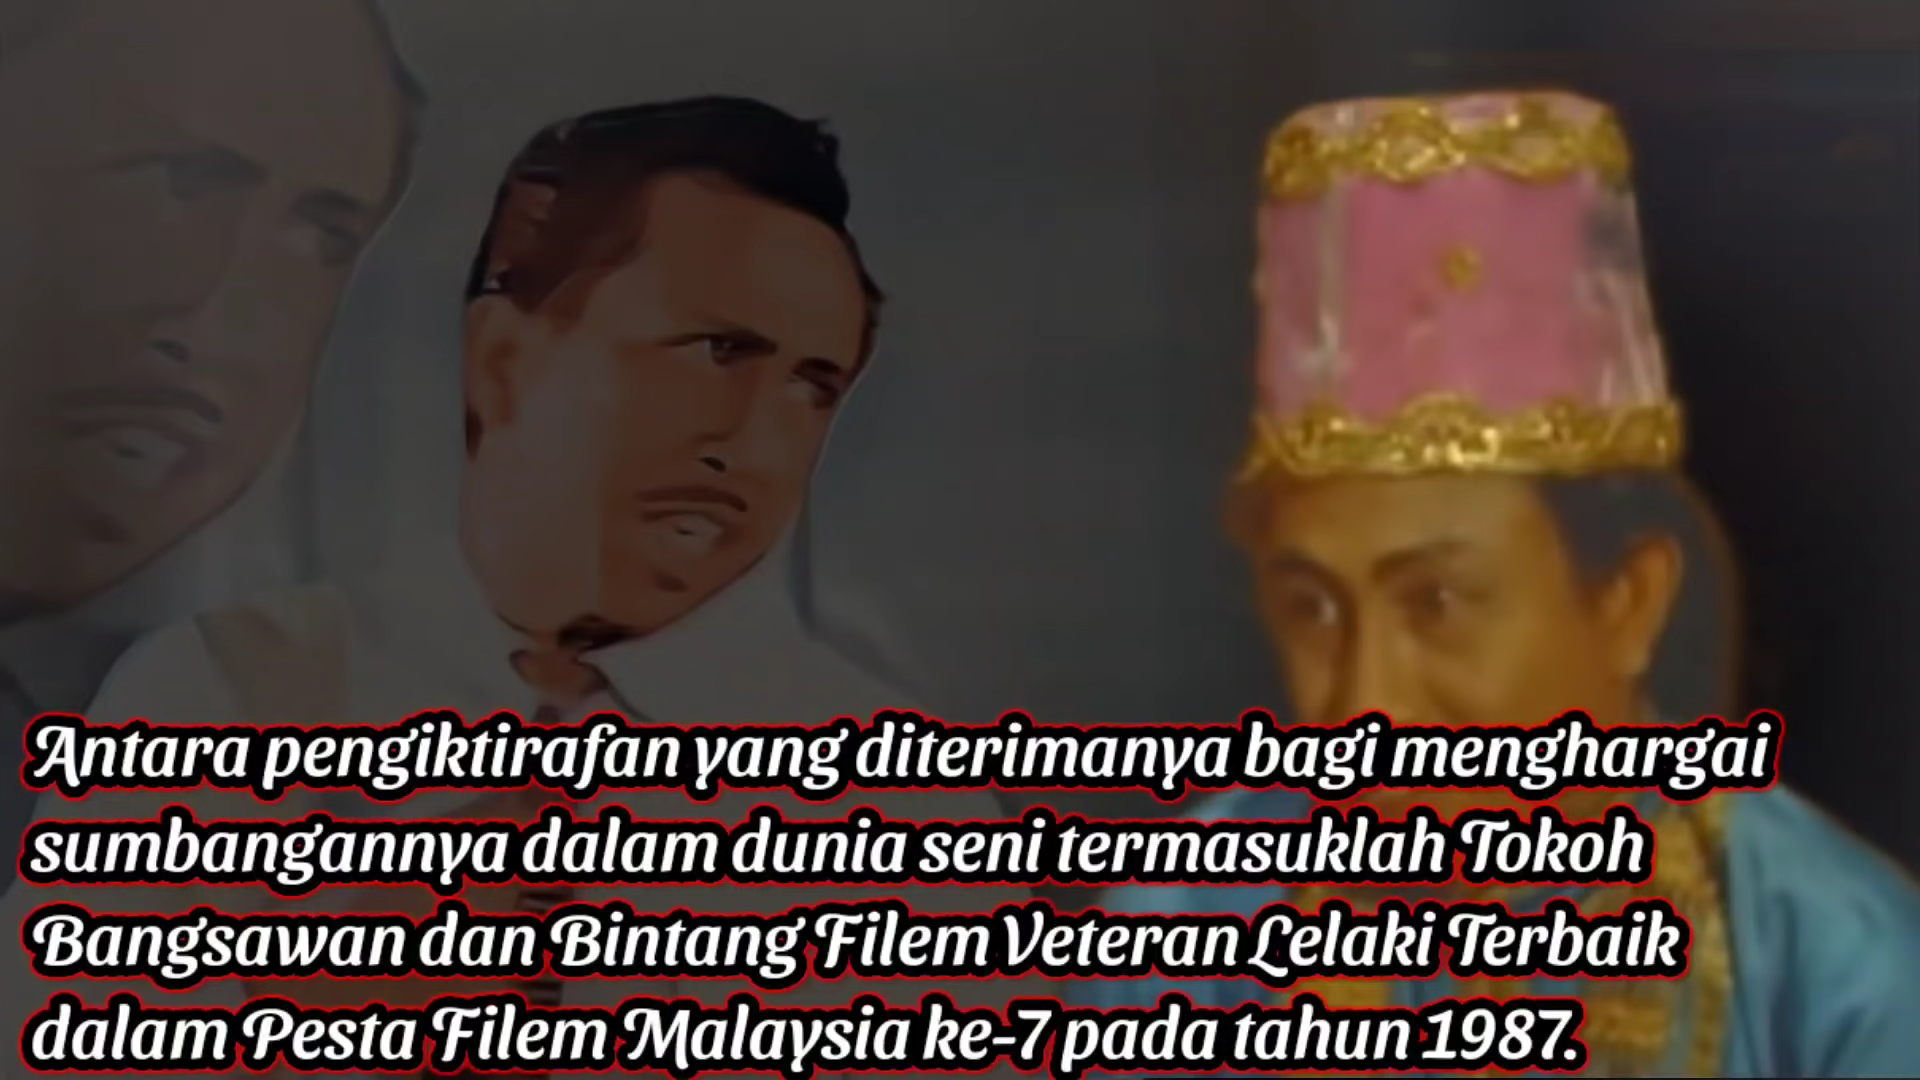 Antara pengiktirafan yang diterimanya bagi menghargai
sumbangannya dalam dunia seni termasuklah Tokoh
Bangsawan dan Bintang Filem Veteran Lelaki Terbaik
dalam Pesta Filem Malaysia ke-7 pada tahun 1987.